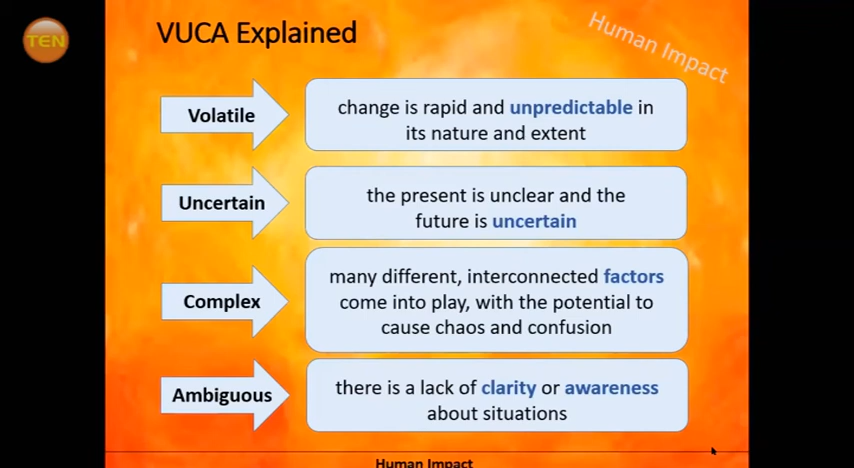 TEN
VUCA Explained
Human Impact
Volatile
change is rapid and unpredictable in
its nature and extent
Uncertain
the present is unclear and the
future is uncertain
Complex
many different, interconnected factors
come into play, with the potential to
cause chaos and confusion
Ambiguous
there is a lack of clarity or awareness
about situations
Human Impact